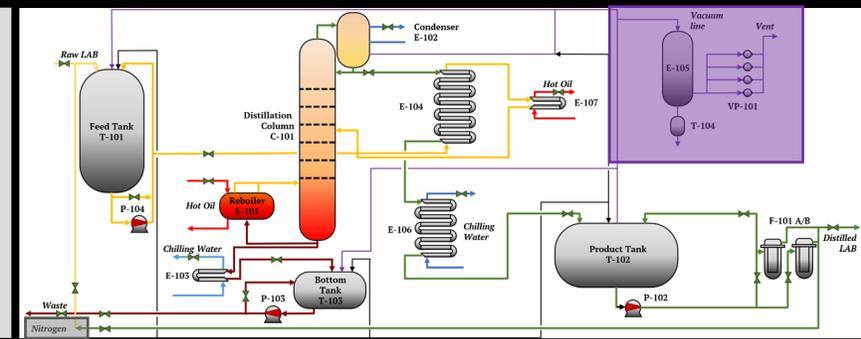 Raw LAB
Feed Tank
T-101
P-104
Distillation
Column
C-101
Hot Oil
Reboiler
E-101
Chilling Water
E-103
Waste
Nitrogen
P-103
Bottom
Tank
T-103
Condenser
E-102
E-104
Hot Oil
E-107
E-106
Chilling
Water
Product Tank
T-102
P-102
F-101 A/B
Distilled
LAB
Vacuum
line
Vent
E-105
VP-101
T-104